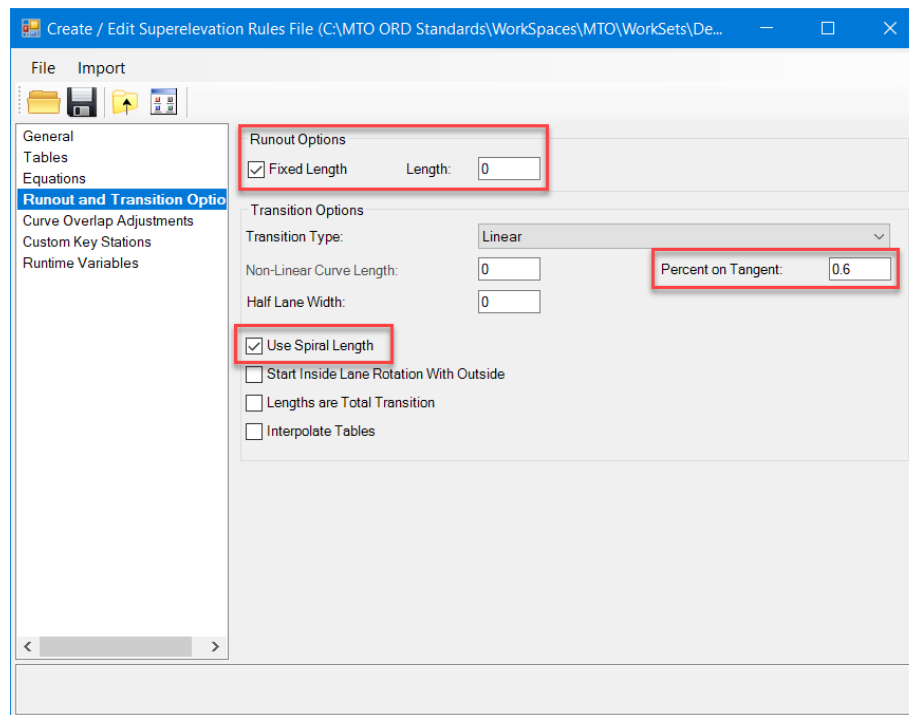 Create / Edit Superelevation Rules File (C:\MTO ORD Standards\WorkSpaces\MTO\WorkSets\De...
File Import
General
Tables
Equations
Runout and Transition Optio
Curve Overlap Adjustments
Custom Key Stations
Runtime Variables
Runout Options
Fixed Length Length: 0
Transition Options
Transition Type: Linear
Non-Linear Curve Length: 0 Percent on Tangent: 0.6
Half Lane Width: 0
Use Spiral Length
Start Inside Lane Rotation With Outside
Lengths are Total Transition
Interpolate Tables